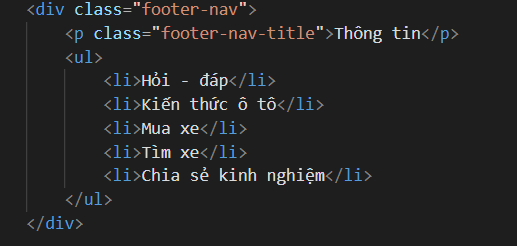 <div class="footer-nav">
<p class="footer-nav-title">Thông tin</p>
<ul>
<li>Hỏi - đáp</li>
<li>Kiến thức ô tô</li>
<li>Mua xe</li>
<li>Tìm xe</li>
<li>Chia sẻ kinh nghiệm</li>
</ul>
</div>